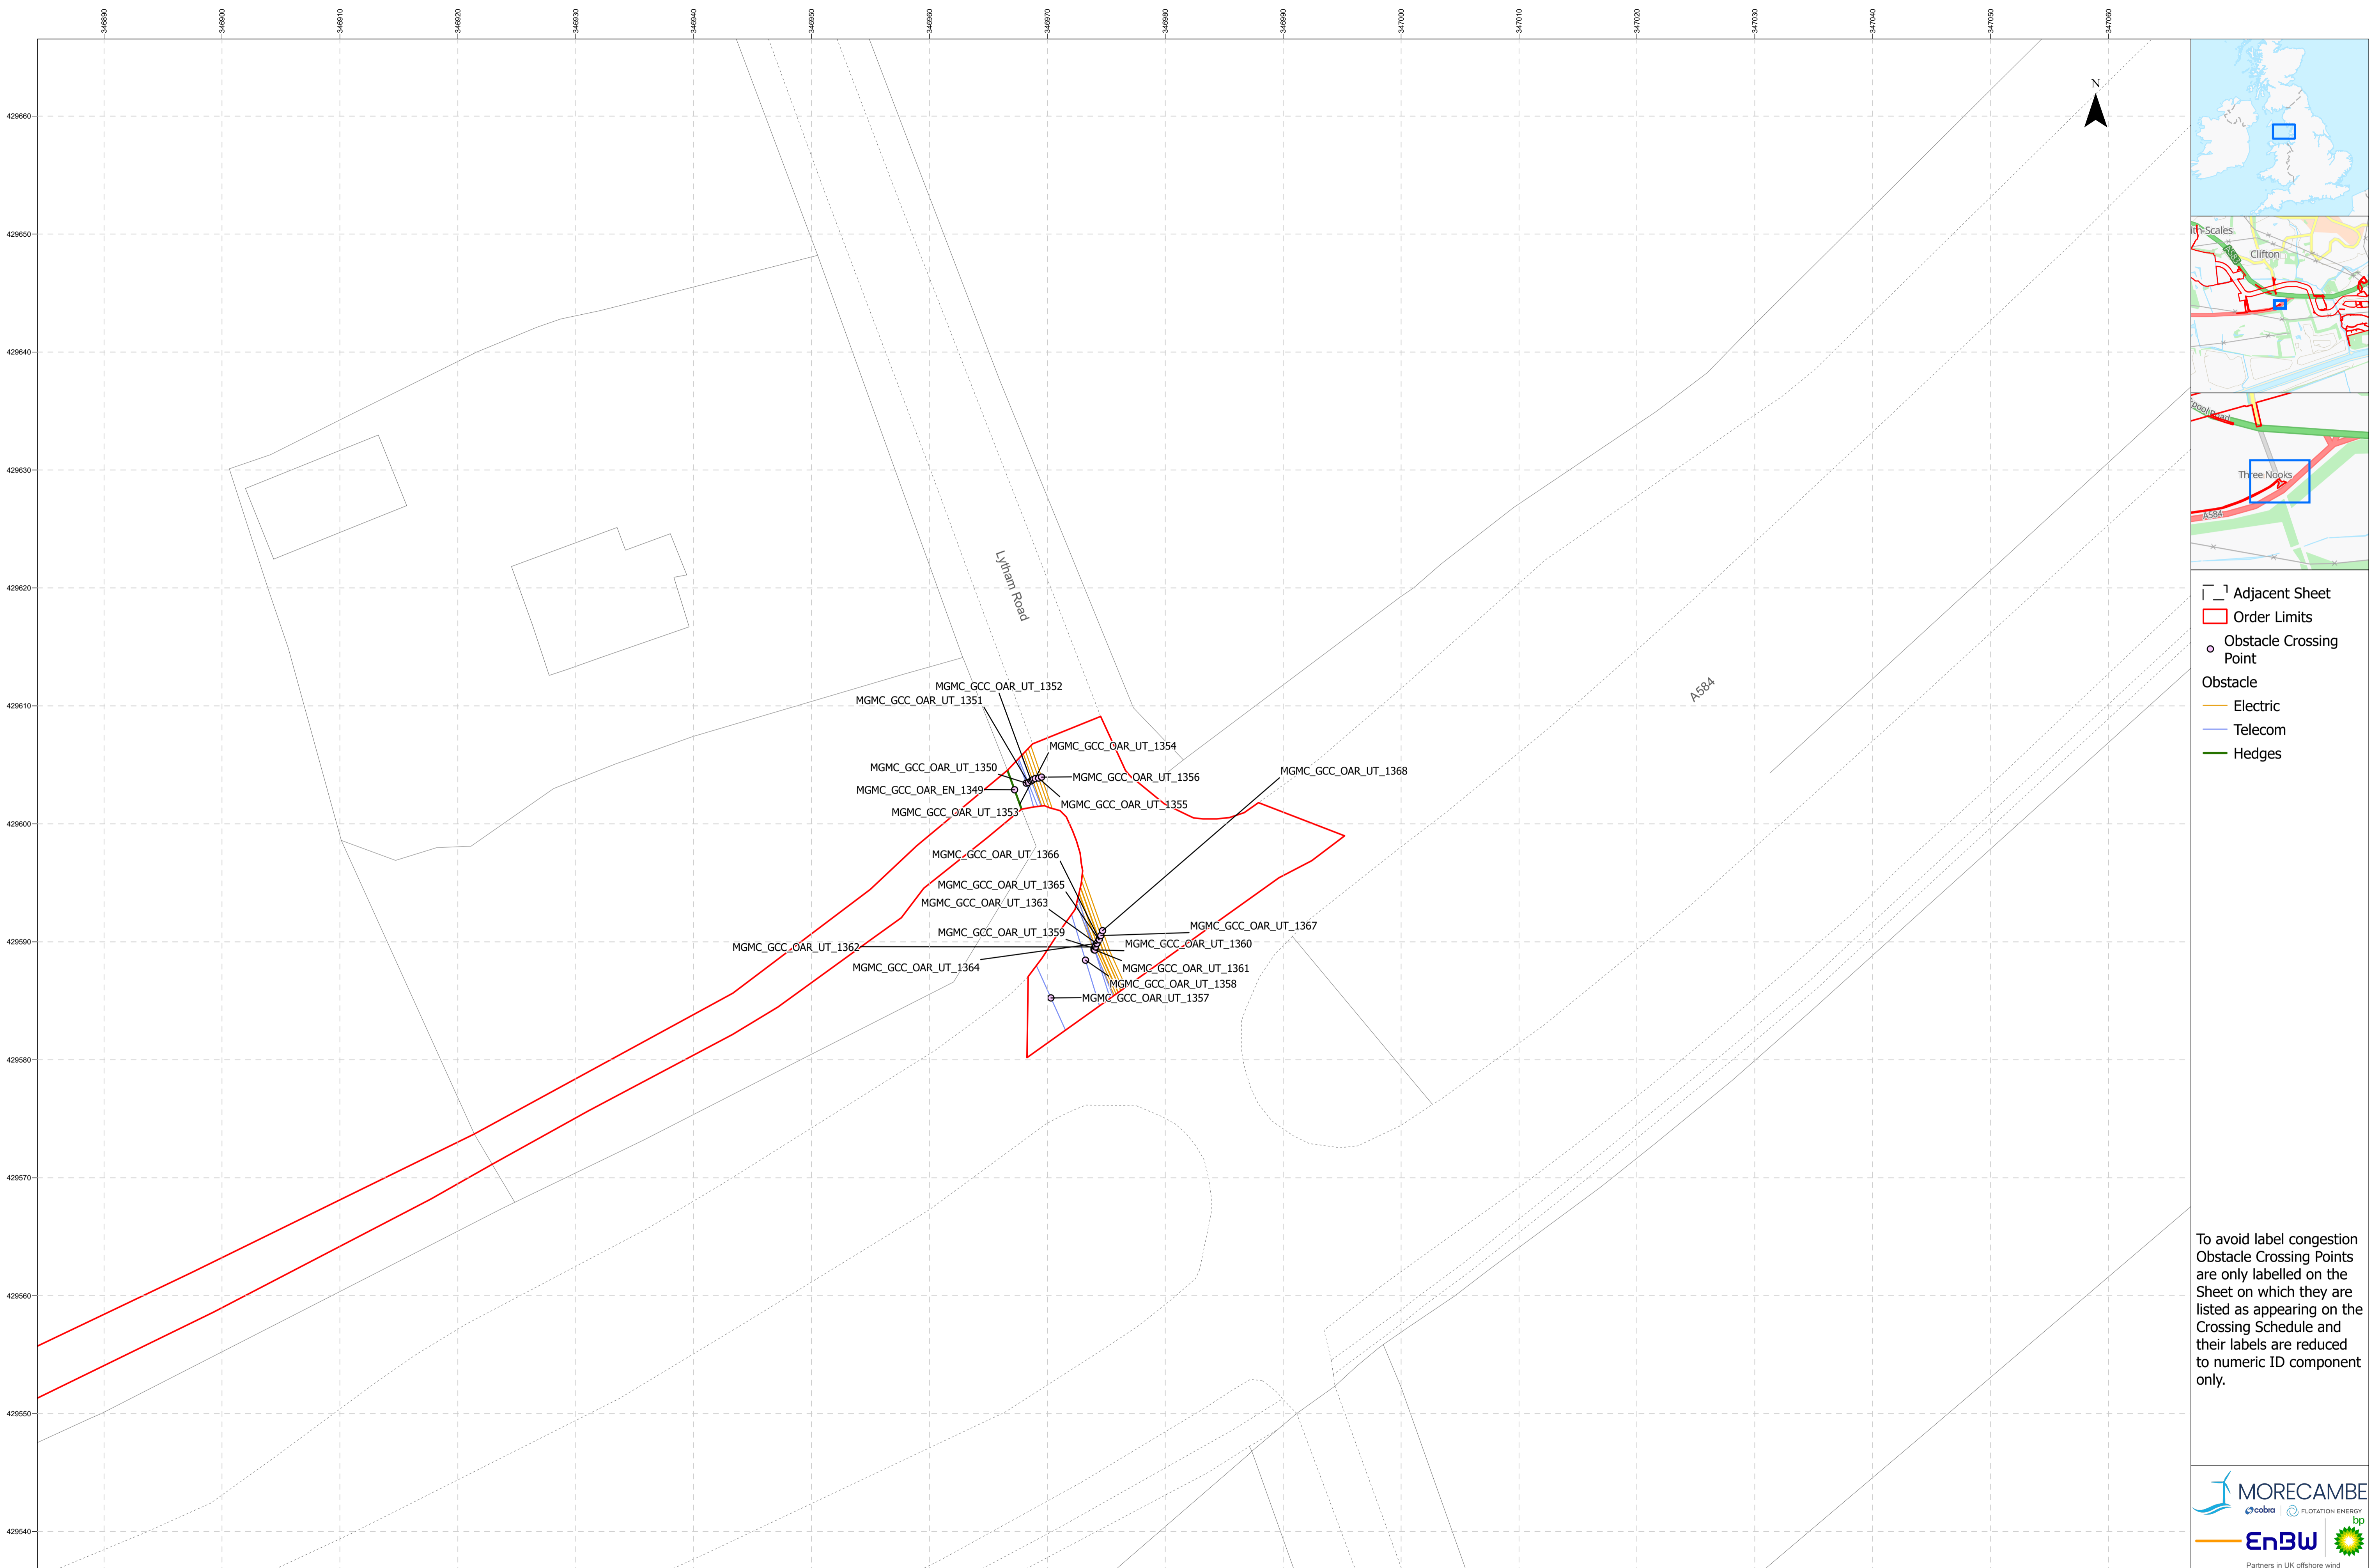 346890
346900
346910
346920
346930
346940
346950
346960
346970
346980
346990
347000
347010
347020
347030
347040
347050
347060
429660
429650
429640
429630
429620
429610
429600
429590
429580
429570
429560
429550
429540
N
Lytham Road
A584
MGMC_GCC_OAR_UT_1352
MGMC_GCC_OAR_UT_1351
MGMC_GCC_OAR_UT_1354
MGMC_GCC_OAR_UT_1350
MGMC_GCC_OAR_UT_1356
MGMC_GCC_OAR_EN_1349
MGMC_GCC_OAR_UT_1355
MGMC_GCC_OAR_UT_1353
MGMC_GCC_OAR_UT_1368
MGMC_GCC_OAR_UT_1366
MGMC_GCC_OAR_UT_1365
MGMC_GCC_OAR_UT_1363
MGMC_GCC_OAR_UT_1367
MGMC_GCC_OAR_UT_1359
MGMC_GCC_OAR_UT_1360
MGMC_GCC_OAR_UT_1362
MGMC_GCC_OAR_UT_1364
MGMC_GCC_OAR_UT_1361
MGMC_GCC_OAR_UT_1358
MGMC_GCC_OAR_UT_1357
ith-Scales
Clifton
A583
pool Road
Three Nooks
A584
Adjacent Sheet
Order Limits
Obstacle Crossing
Point
Obstacle
Electric
Telecom
Hedges
To avoid label congestion
Obstacle Crossing Points
are only labelled on the
Sheet on which they are
listed as appearing on the
Crossing Schedule and
their labels are reduced
to numeric ID component
only.
MORECAMBE
cobra
FLOTATION ENERGY
EnBW
bp
Partners in UK offshore wind